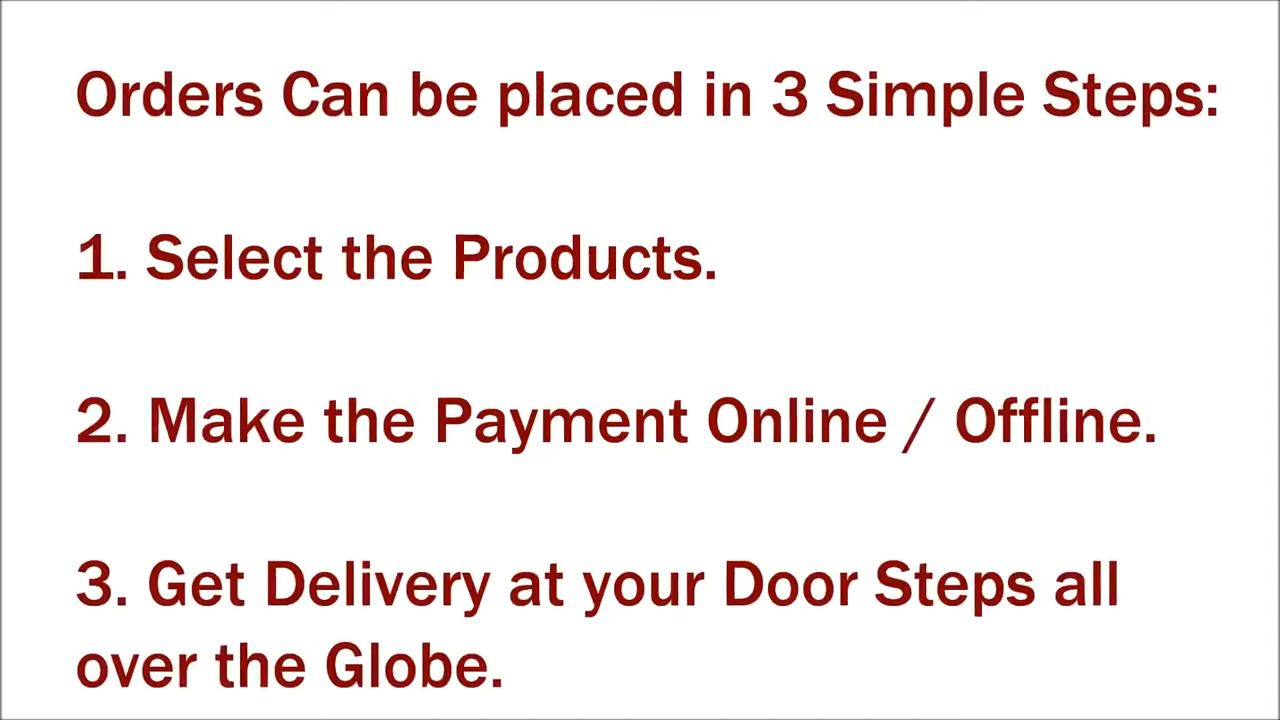 Orders Can be placed in 3 Simple Steps:
1. Select the Products.
2. Make the Payment Online / Offline.
3. Get Delivery at your Door Steps all
over the Globe.